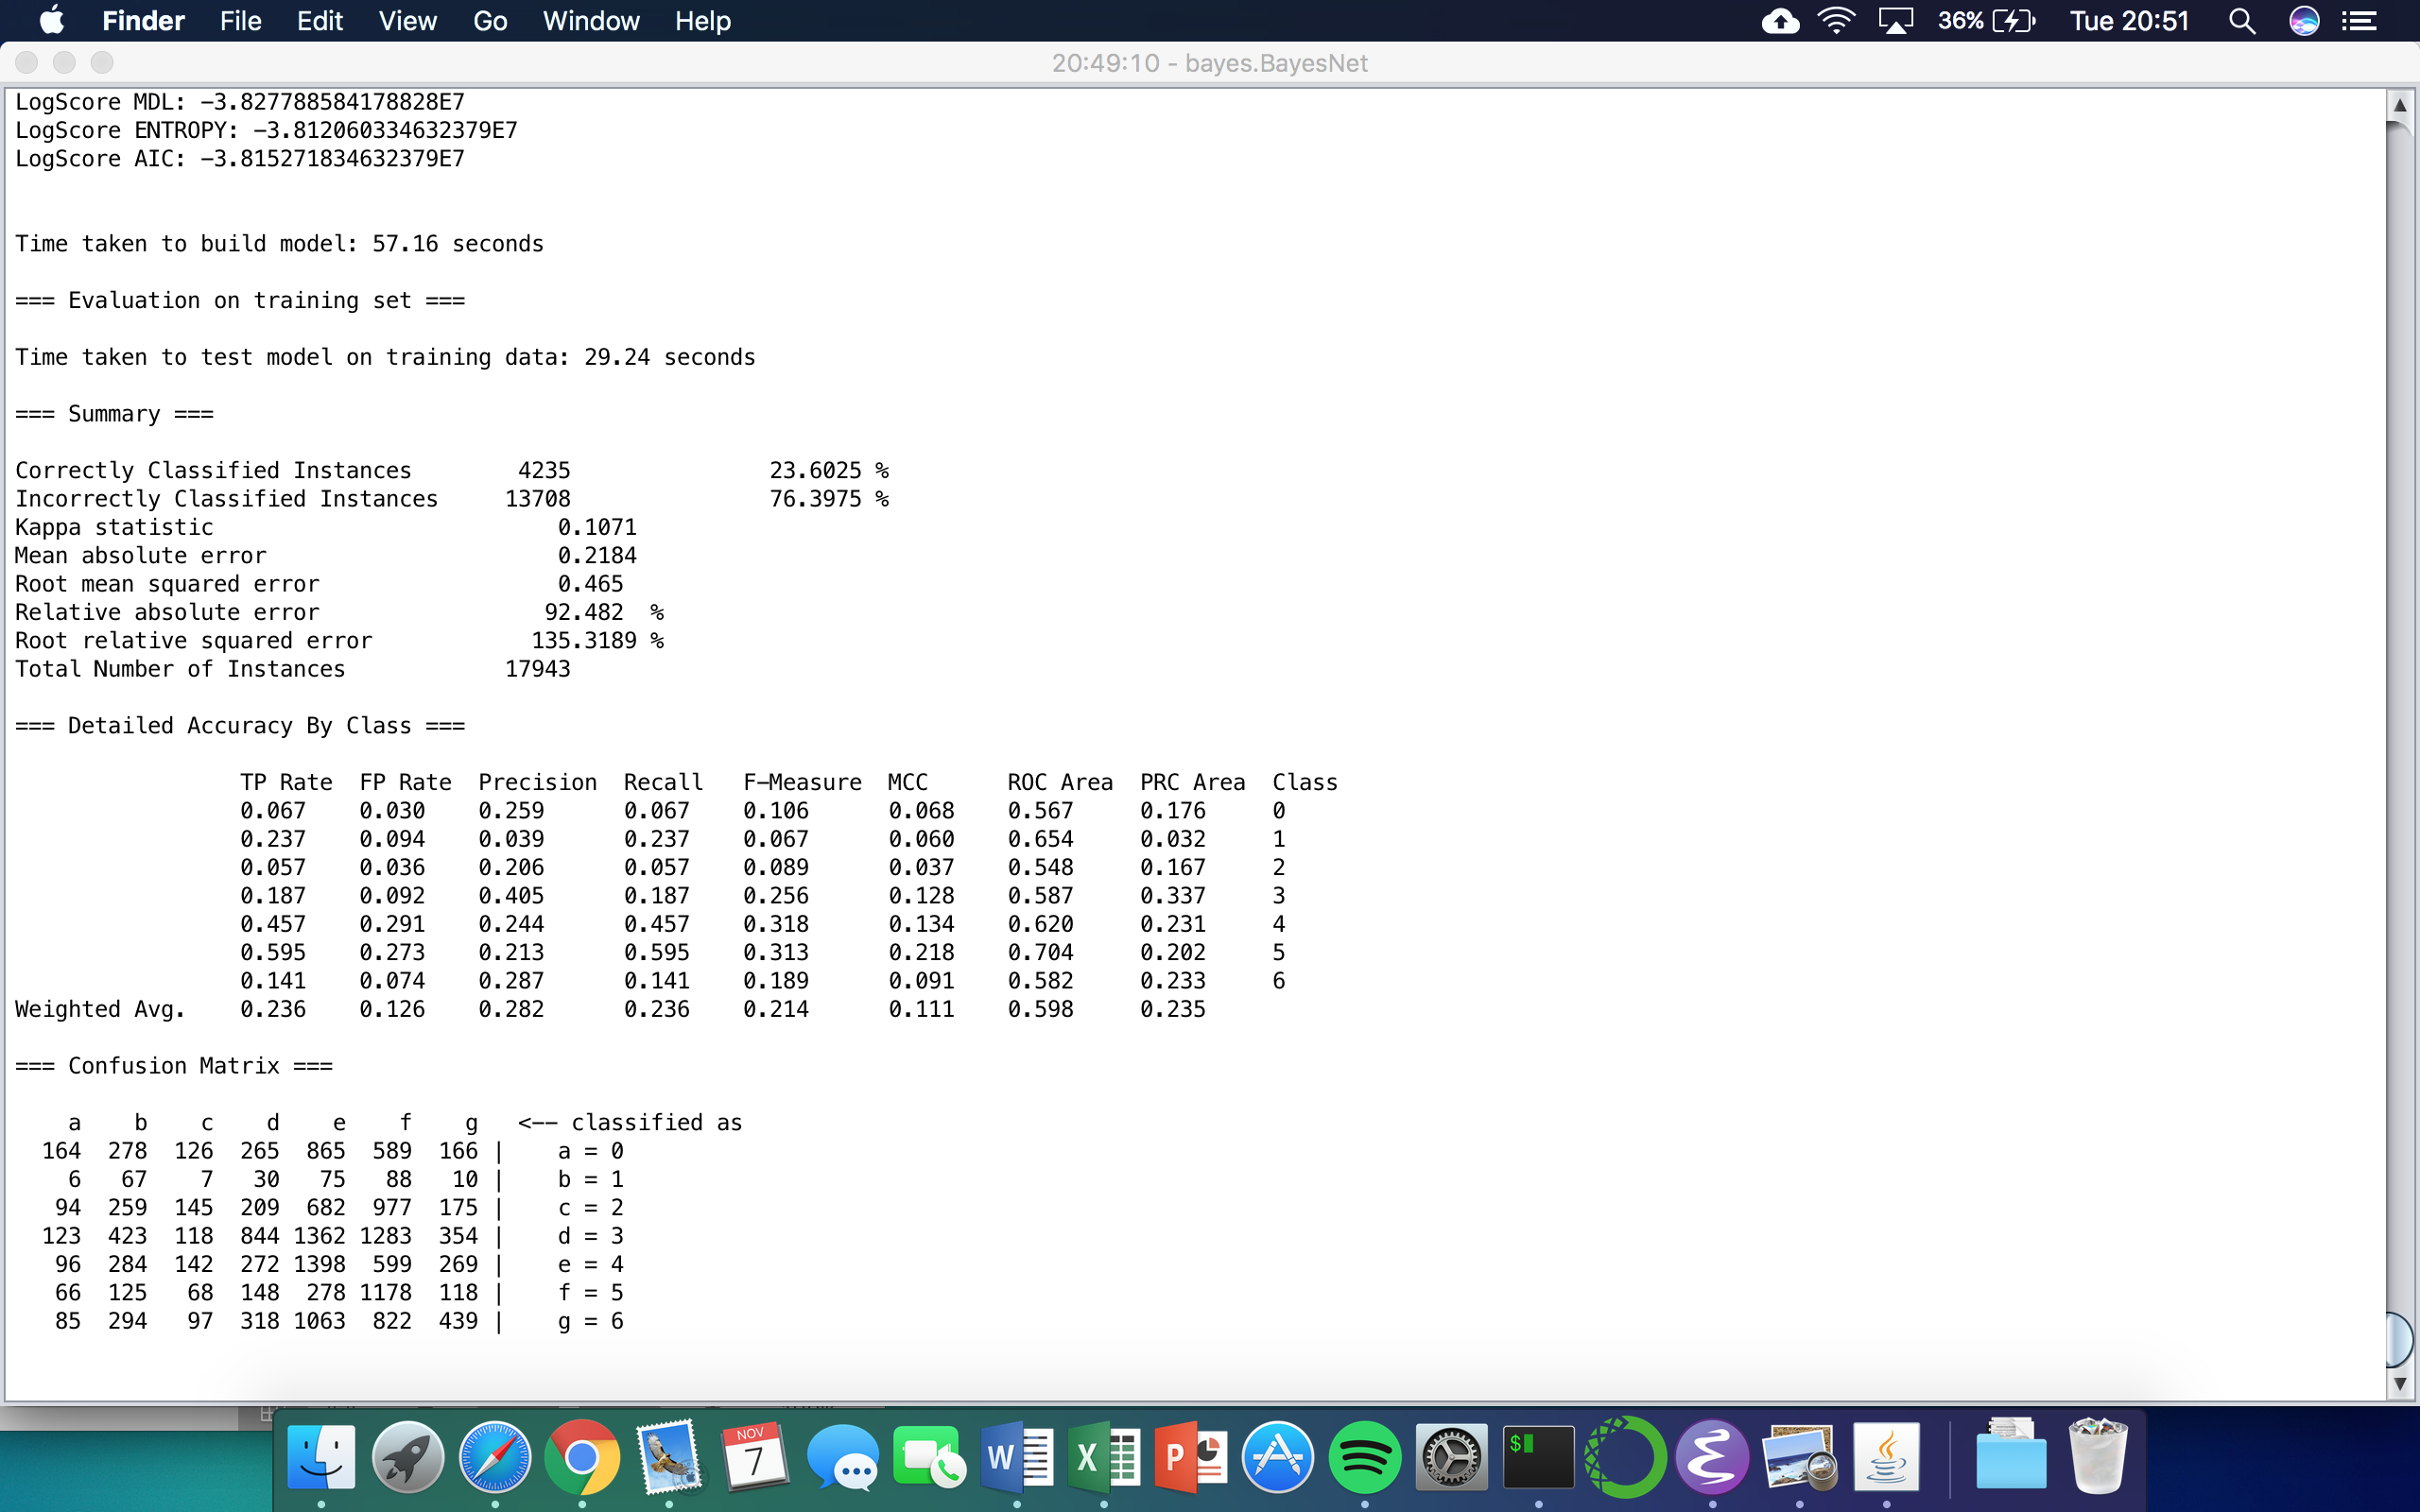 Finder File Edit View Go Window Help 36% Tue 20:51
20:49:10 - bayes.BayesNet
LogScore MDL: -3.827788584178828E7
LogScore ENTROPY: -3.812060334632379E7
LogScore AIC: -3.815271834632379E7
Time taken to build model: 57.16 seconds
=== Evaluation on training set ===
Time taken to test model on training data: 29.24 seconds
=== Summary ===
Correctly Classified Instances 4235 23.6025 %
Incorrectly Classified Instances 13708 76.3975 %
Kappa statistic 0.1071
Mean absolute error 0.2184
Root mean squared error 0.465
Relative absolute error 92.482 %
Root relative squared error 135.3189 %
Total Number of Instances 17943
=== Detailed Accuracy By Class ===
TP Rate FP Rate Precision Recall F-Measure MCC ROC Area PRC Area Class
0.067 0.030 0.259 0.067 0.106 0.068 0.567 0.176 0
0.237 0.094 0.039 0.237 0.067 0.060 0.654 0.032 1
0.057 0.036 0.206 0.057 0.089 0.037 0.548 0.167 2
0.187 0.092 0.405 0.187 0.256 0.128 0.587 0.337 3
0.457 0.291 0.244 0.457 0.318 0.134 0.620 0.231 4
0.595 0.273 0.213 0.595 0.313 0.218 0.704 0.202 5
0.141 0.074 0.287 0.141 0.189 0.091 0.582 0.233 6
Weighted Avg. 0.236 0.126 0.282 0.236 0.214 0.111 0.598 0.235
=== Confusion Matrix ===
a b c d e f g <-- classified as
164 278 126 265 865 589 166 | a = 0
6 67 7 30 75 88 10 | b = 1
94 259 145 209 682 977 175 | c = 2
123 423 118 844 1362 1283 354 | d = 3
96 284 142 272 1398 599 269 | e = 4
66 125 68 148 278 1178 118 | f = 5
85 294 97 318 1063 822 439 | g = 6
NOV
7
W X P $